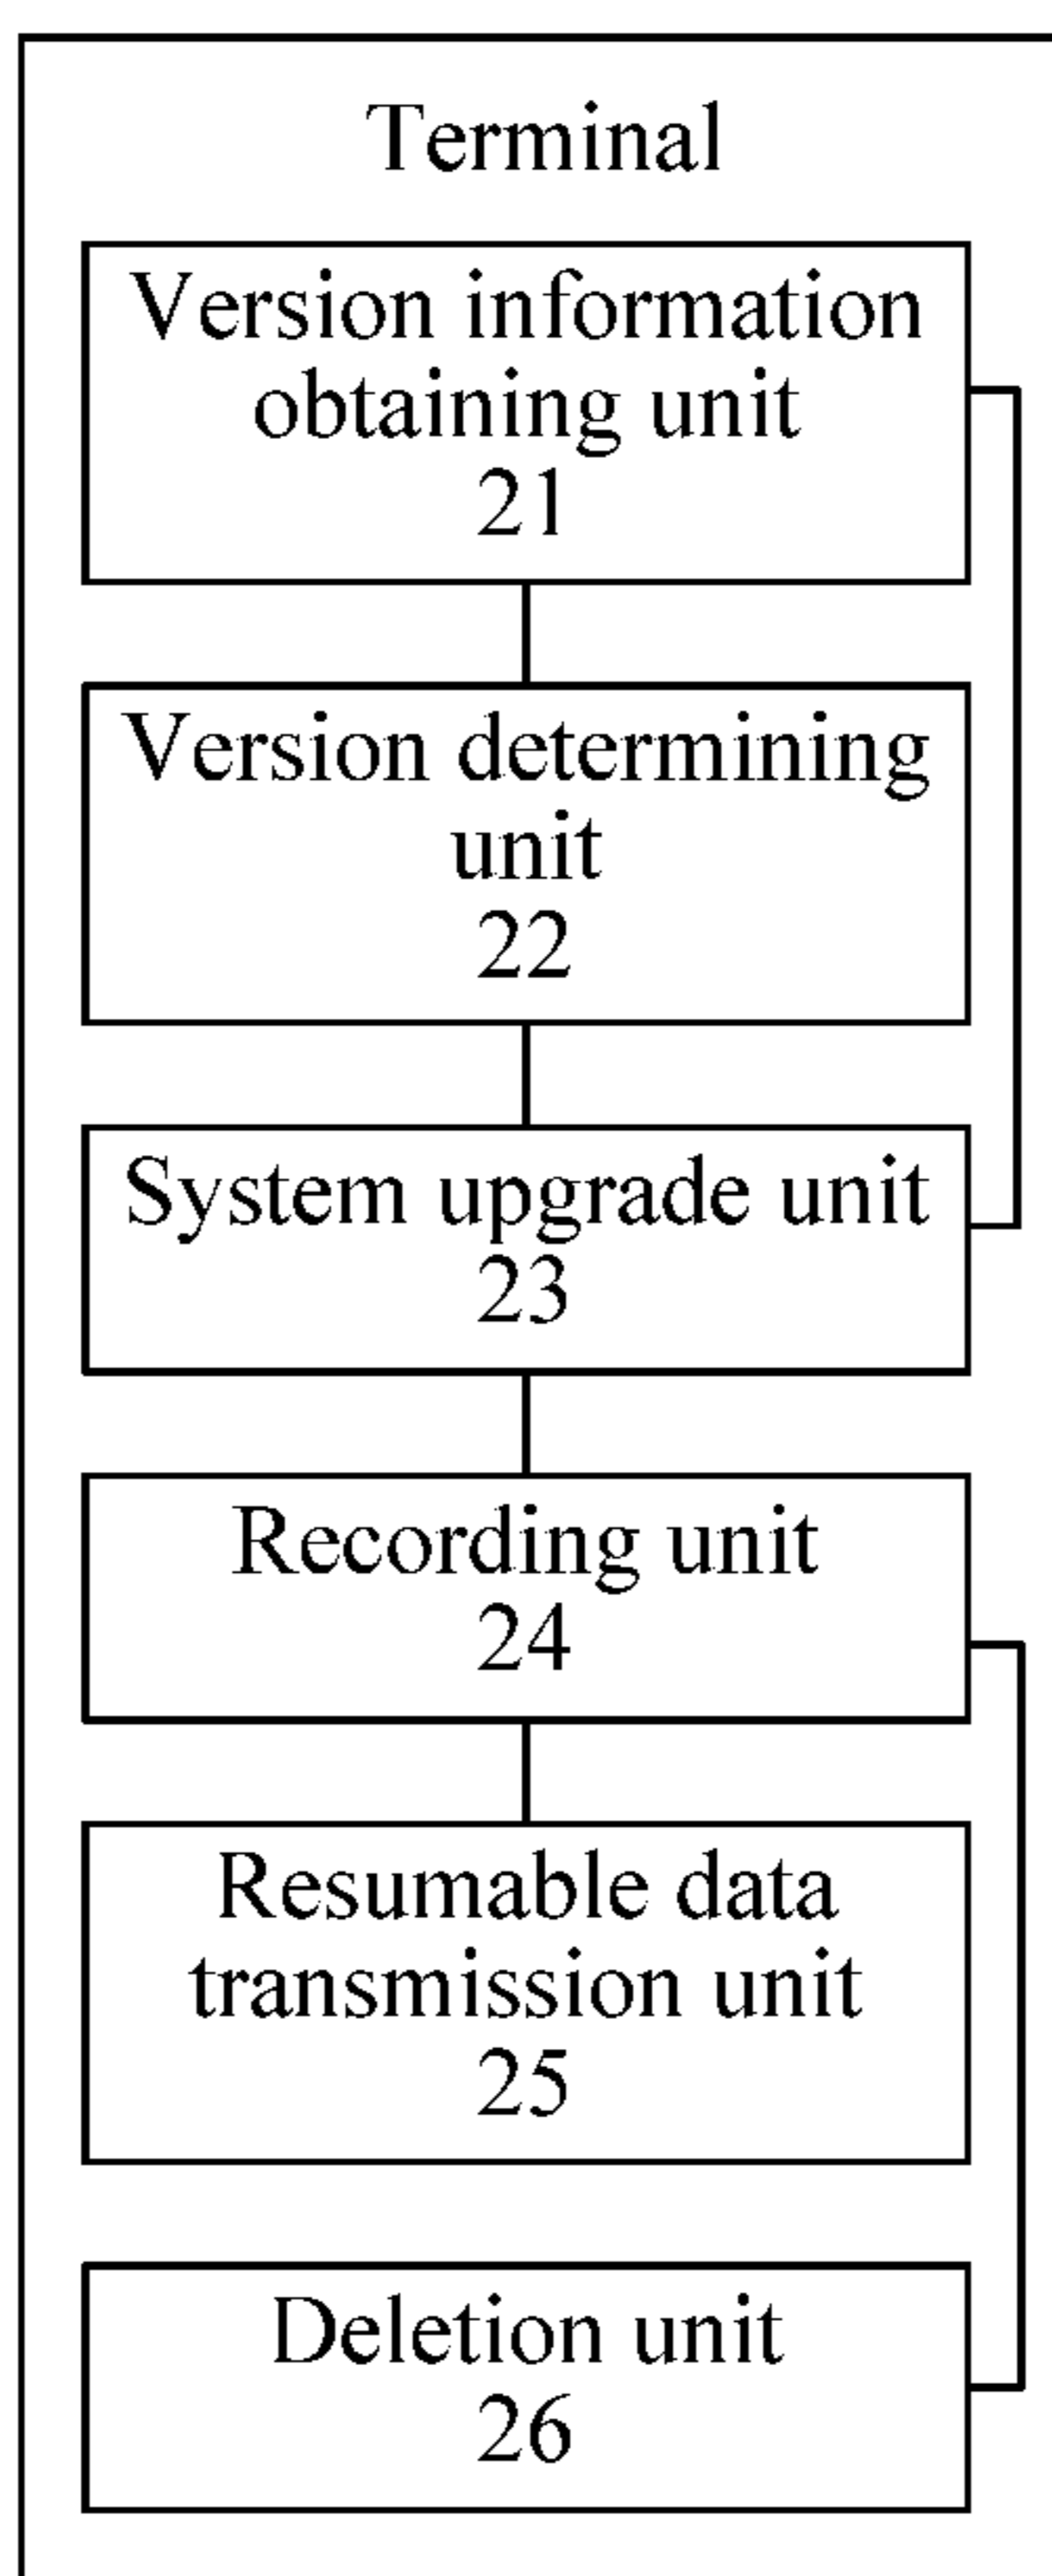 Terminal
Version information
obtaining unit
21
Version determining
unit
22
System upgrade unit
23
Recording unit
24
Resumable data
transmission unit
25
Deletion unit
26